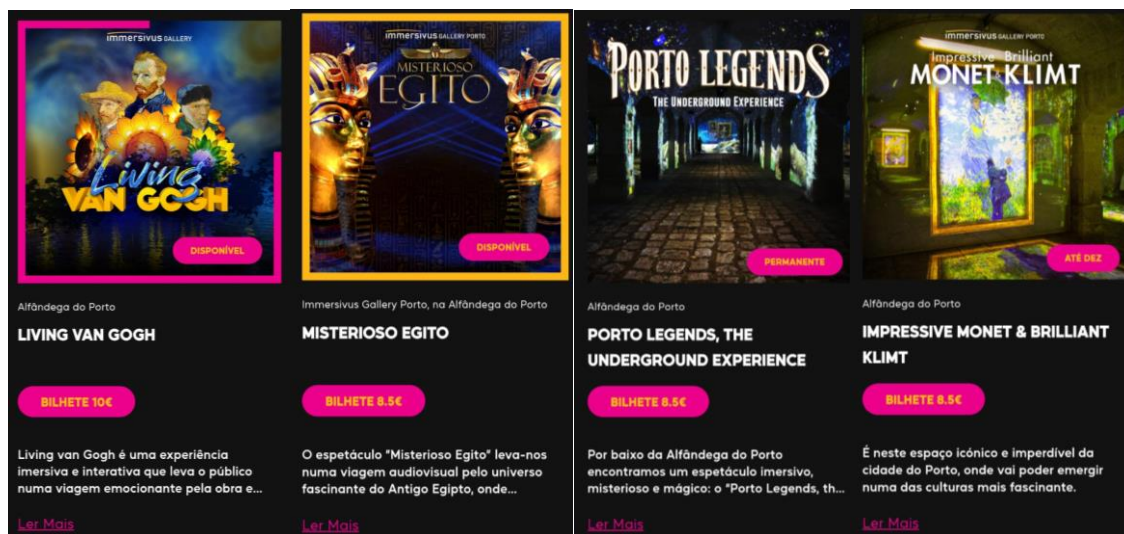 immersivus GALLERY
Living
VAN GOGH
DISPONÍVEL
Alfândega do Porto
LIVING VAN GOGH
BILHETE 10€
Living van Gogh é uma experiência
imersiva e interativa que leva o público
numa viagem emocionante pela obra e...
Ler Mais
immersivus GALLERY PORTO
MISTERIOSO
EGITO
DISPONÍVEL
Immersivus Gallery Porto, na Alfândega do Porto
MISTERIOSO EGITO
BILHETE 8.5€
O espetáculo “Misterioso Egito” leva-nos
numa viagem audiovisual pelo universo
fascinante do Antigo Egipto, onde...
Ler Mais
PORTO LEGENDS
THE UNDERGROUND EXPERIENCE
PERMANENTE
Alfândega do Porto
PORTO LEGENDS, THE
UNDERGROUND EXPERIENCE
BILHETE 8.5€
Por baixo da Alfândega do Porto
encontramos um espetáculo imersivo,
misterioso e mágico: o “Porto Legends, th...
Ler Mais
immersivus GALLERY PORTO
Impressive Brilliant
MONET & KLIMT
ATÉ DEZ
Alfândega do Porto
IMPRESSIVE MONET & BRILLIANT
KLIMT
BILHETE 8.5€
É neste espaço icónico e imperdível da
cidade do Porto, onde vai poder emergir
numa das culturas mais fascinante.
Ler Mais